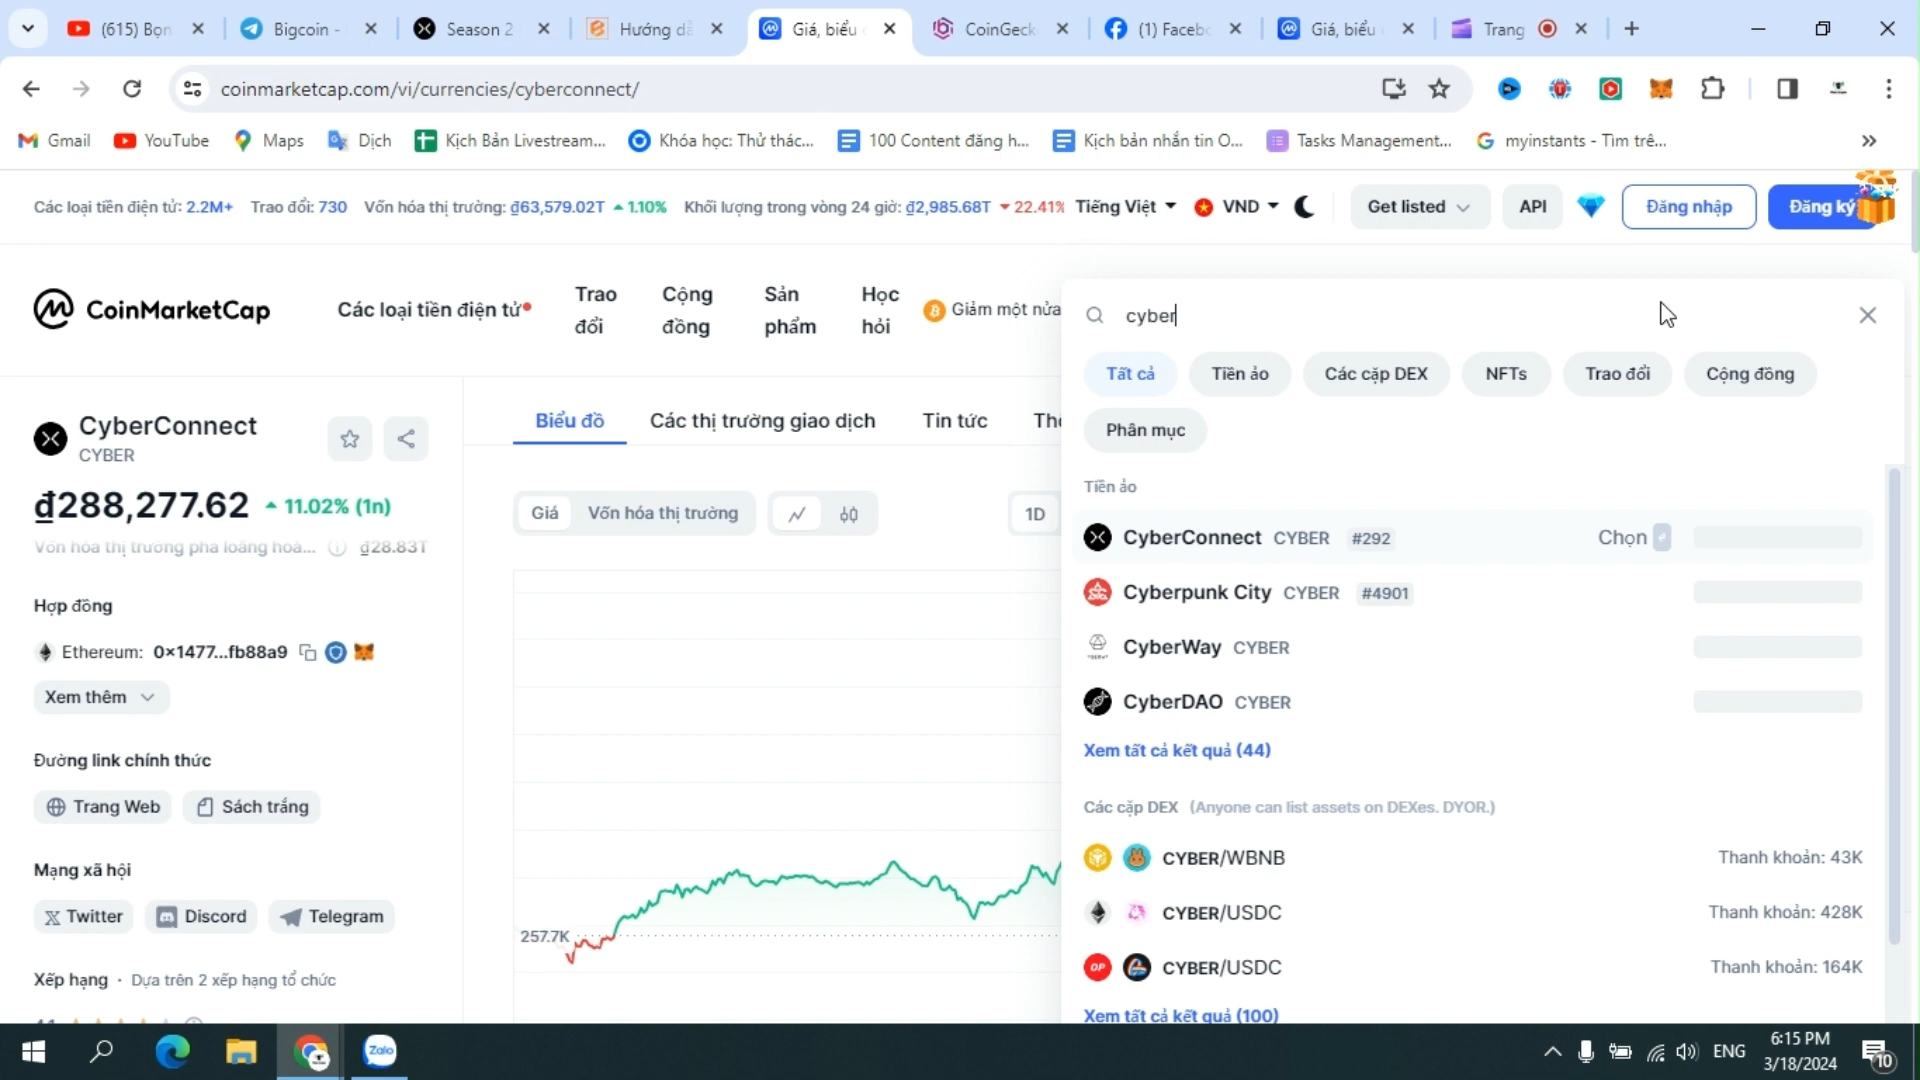 (615) Bọn
Bigcoin -
Season 2
Hướng dẫ
Giá, biểu
CoinGeck
(1) Facebo
Giá, biểu
Trang
coinmarketcap.com/vi/currencies/cyberconnect/
Gmail
YouTube
Maps
Dịch
Kịch Bản Livestream...
Khóa học: Thử thác...
100 Content đăng h...
Kịch bản nhắn tin O...
Tasks Management...
myinstants - Tìm trê...
Các loại tiền điện tử: 2.2M+
Trao đổi: 730
Vốn hóa thị trường: ₫63,579.02T 1.10%
Khối lượng trong vòng 24 giờ: ₫2,985.68T 22.41%
Tiếng Việt
VND
Get listed
API
Đăng nhập
Đăng ký
CoinMarketCap
Các loại tiền điện tử
Trao đổi
Cộng đồng
Sản phẩm
Học hỏi
Giảm một nửa
cyber
Tất cả
Tiền ảo
Các cặp DEX
NFTs
Trao đổi
Cộng đồng
Phân mục
CyberConnect
CYBER
₫288,277.62
11.02% (1n)
Vốn hóa thị trường pha loãng hoà... ₫28.83T
Hợp đồng
Ethereum: 0x1477...fb88a9
Xem thêm
Đường link chính thức
Trang Web
Sách trắng
Mạng xã hội
Twitter
Discord
Telegram
Xếp hạng · Dựa trên 2 xếp hạng tổ chức
Biểu đồ
Các thị trường giao dịch
Tin tức
Giá
Vốn hóa thị trường
1D
257.7K
Tiền ảo
CyberConnect CYBER #292
Chọn
Cyberpunk City CYBER #4901
CyberWay CYBER
CyberDAO CYBER
Xem tất cả kết quả (44)
Các cặp DEX (Anyone can list assets on DEXes. DYOR.)
CYBER/WBNB
Thanh khoản: 43K
CYBER/USDC
Thanh khoản: 428K
OP
CYBER/USDC
Thanh khoản: 164K
Xem tất cả kết quả (100)
Zalo
ENG
6:15 PM
3/18/2024
10